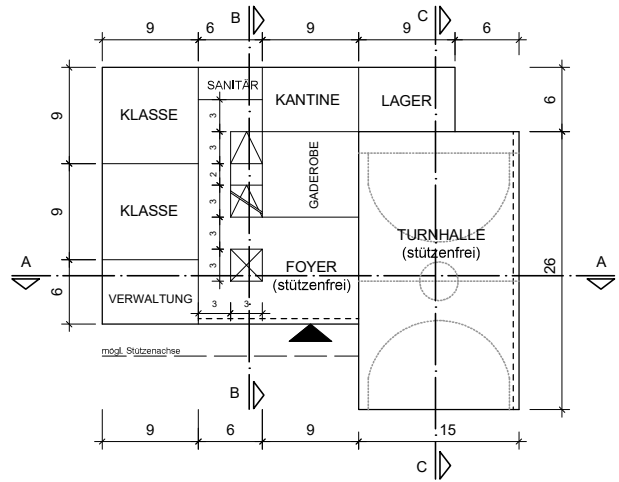 B C
9 6 9 9 6
SANITÄR
KLASSE KANTINE LAGER
9 3 6
3
GADEROBE
2
KLASSE
9 3
3
TURNHALLE
(stützenfrei)
A A
FOYER
(stützenfrei)
3 26
6
VERWALTUNG
3 3
mögl. Stützenachse
B
9 6 9 15
C